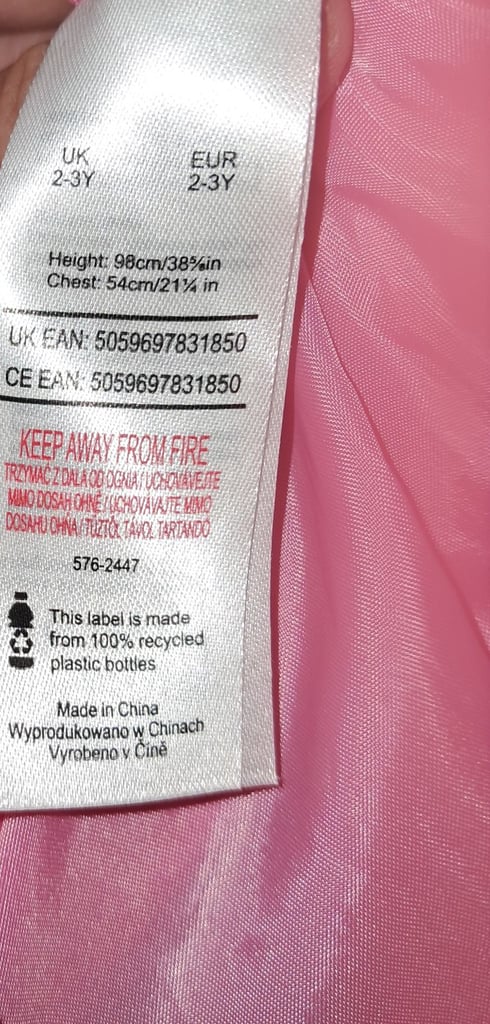 UK EUR
2-3Y 2-3Y
Height: 98cm/38⅝in
Chest: 54cm/21¼ in
UK EAN: 5059697831850
CE EAN: 5059697831850
KEEP AWAY FROM FIRE
TRZYMAĆ Z DALA OD OGNIA / UCHOVÁVEJTE
MIMO DOSAH OHNĚ / UCHOVÁVAJTE MIMO
DOSAHU OHŇA / TŰZTŐL TÁVOL TARTANDÓ
576-2447
This label is made
from 100% recycled
plastic bottles
Made in China
Wyprodukowano w Chinach
Vyrobeno v Číně